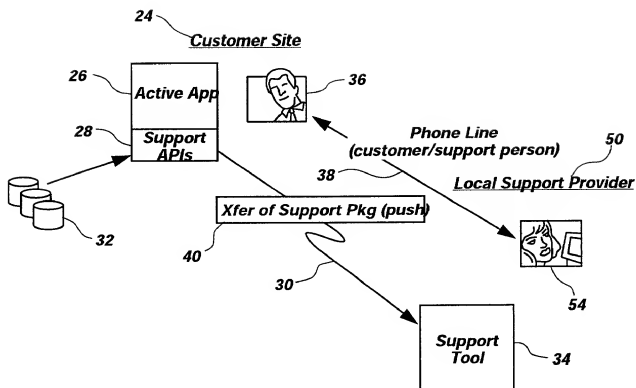 24
Customer Site
26
Active App
36
28
Support
APIs
Phone Line
(customer/support person)
50
38
Local Support Provider
32
Xfer of Support Pkg (push)
40
30
54
Support
Tool
34